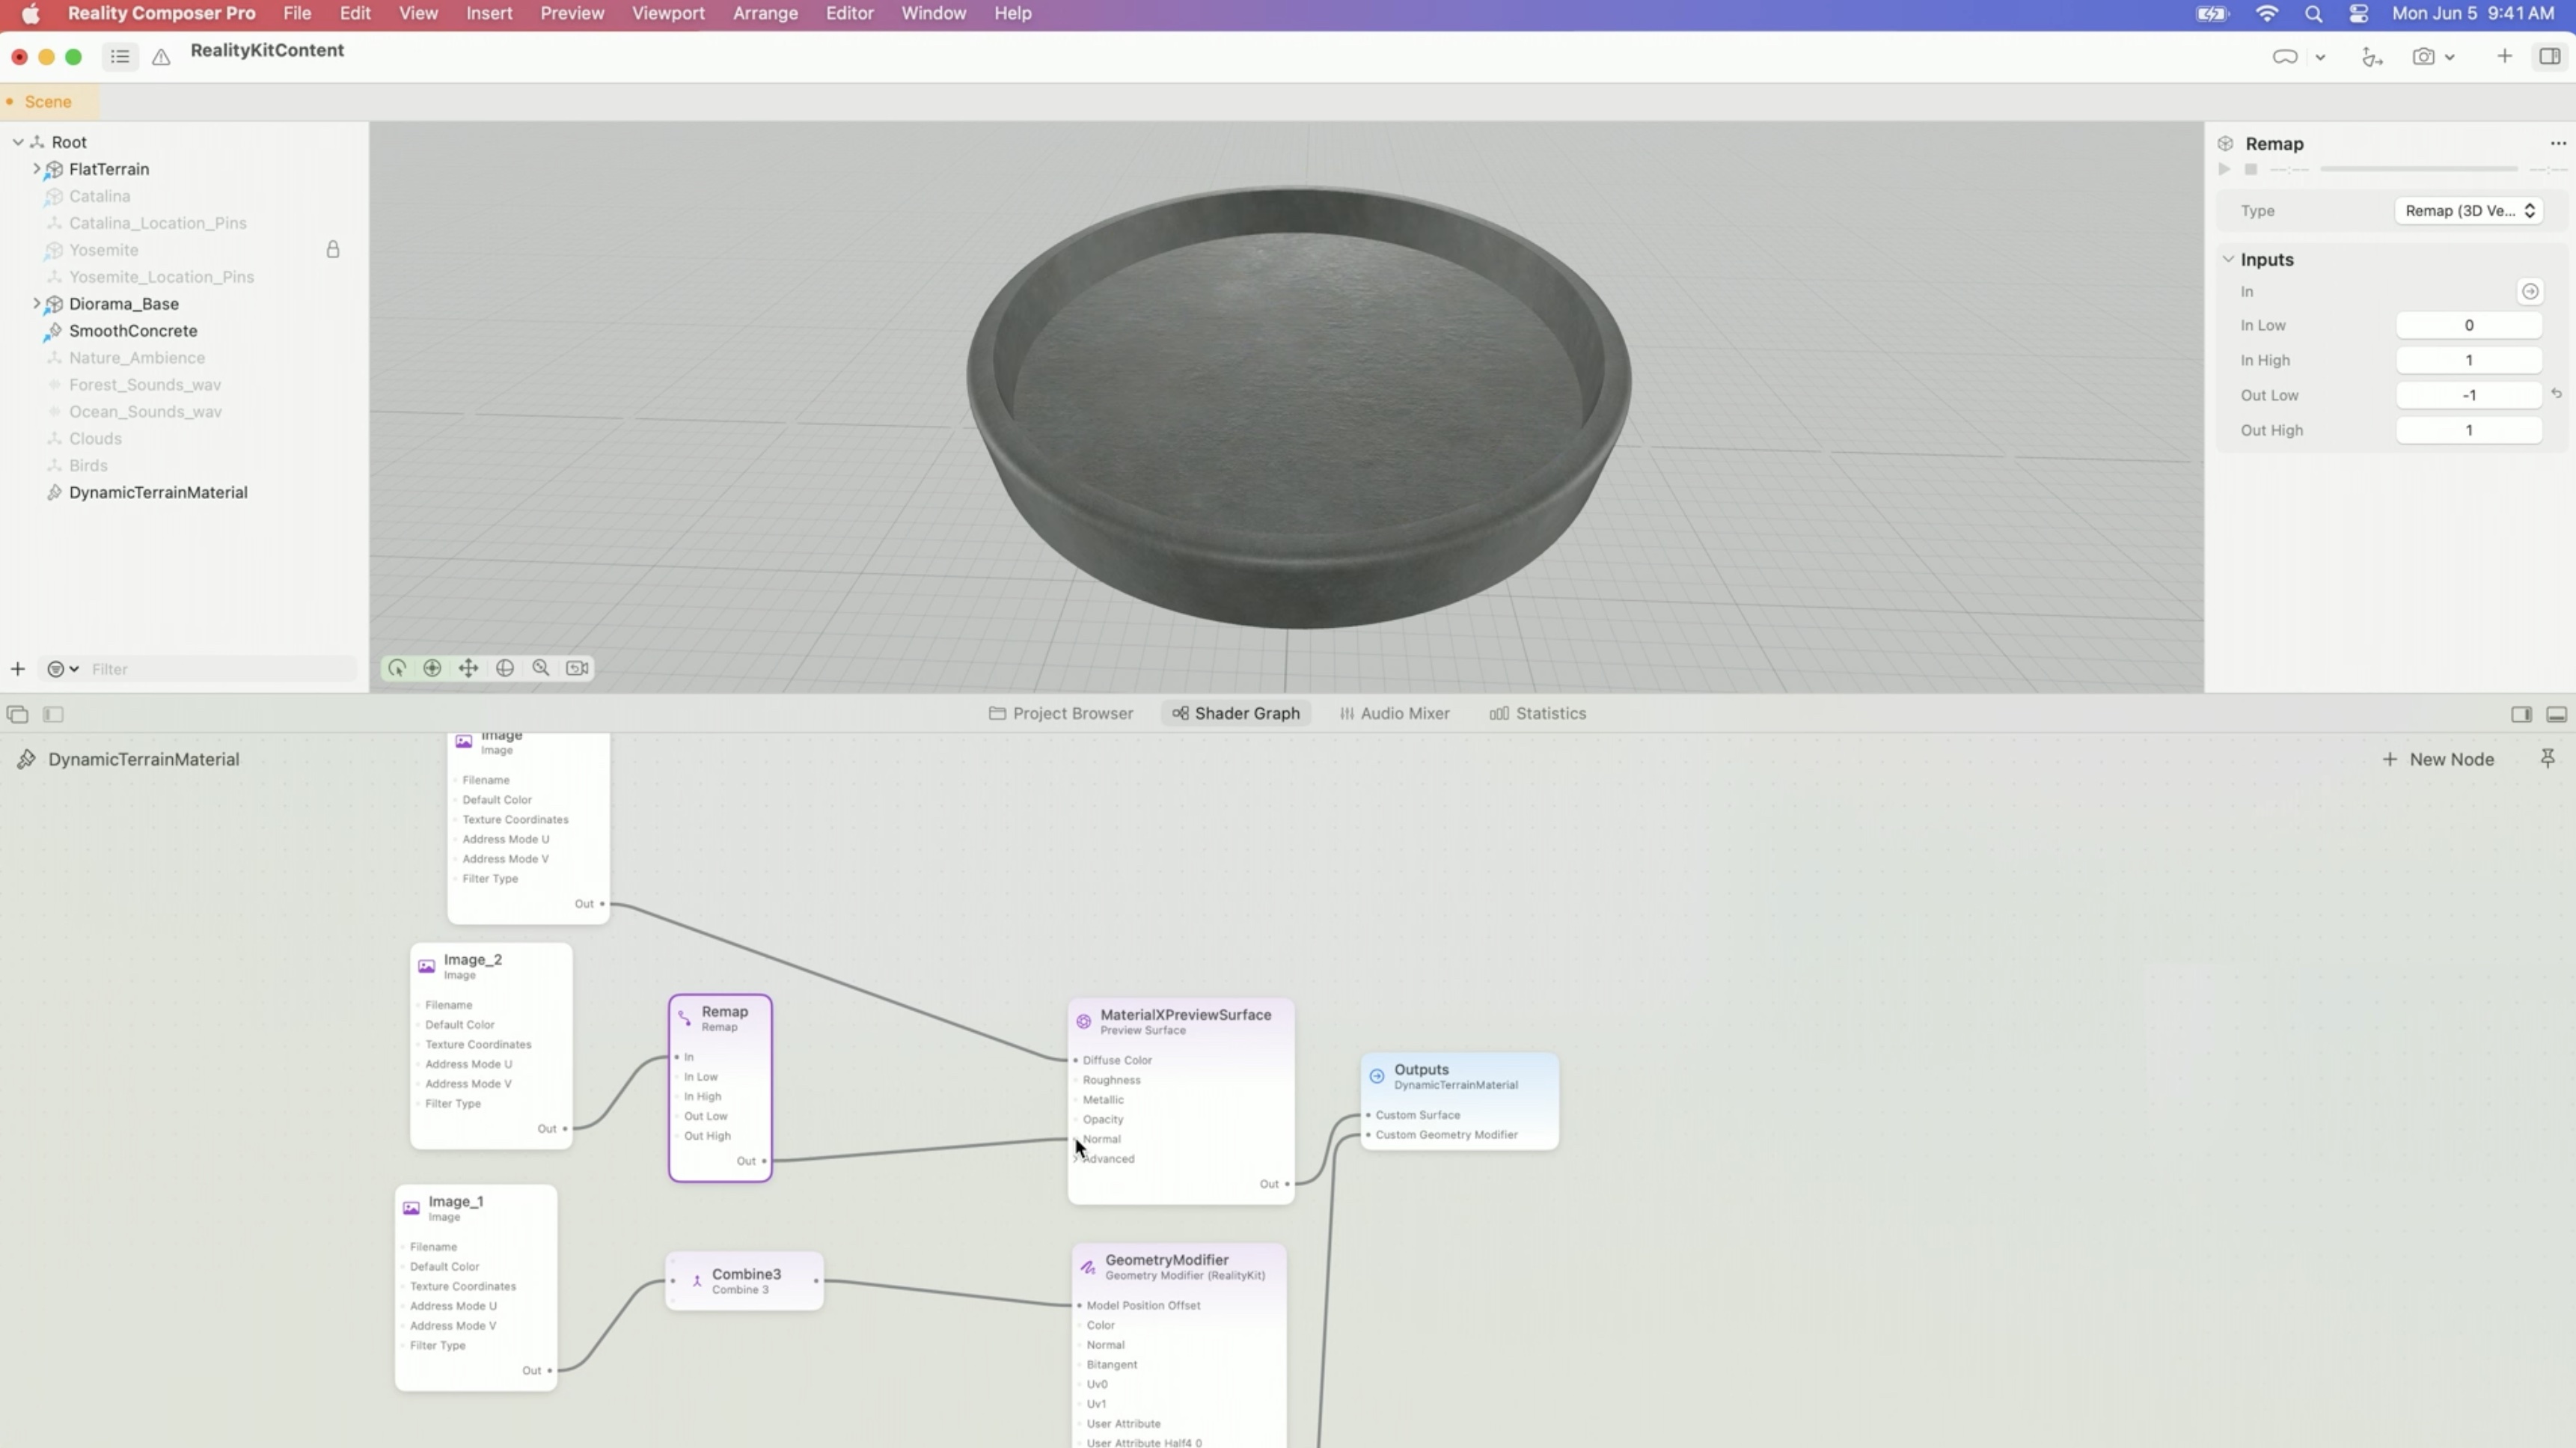 Reality Composer Pro File Edit View Insert Preview Viewport Arrange Editor Window Help Mon Jun 5 9:41 AM
RealityKitContent
Scene
Root
FlatTerrain
Catalina
Catalina_Location_Pins
Yosemite
Yosemite_Location_Pins
Diorama_Base
SmoothConcrete
Nature_Ambience
Forest_Sounds_wav
Ocean_Sounds_wav
Clouds
Birds
DynamicTerrainMaterial
Filter
Remap
--:-- --:--
Type Remap (3D Ve...
Inputs
In
In Low 0
In High 1
Out Low -1
Out High 1
Project Browser Shader Graph Audio Mixer Statistics
DynamicTerrainMaterial
New Node
Image
Image
Filename
Default Color
Texture Coordinates
Address Mode U
Address Mode V
Filter Type
Out
Image_2
Image
Filename
Default Color
Texture Coordinates
Address Mode U
Address Mode V
Filter Type
Out
Remap
Remap
In
In Low
In High
Out Low
Out High
Out
MaterialXPreviewSurface
Preview Surface
Diffuse Color
Roughness
Metallic
Opacity
Normal
Advanced
Out
Outputs
DynamicTerrainMaterial
Custom Surface
Custom Geometry Modifier
Image_1
Image
Filename
Default Color
Texture Coordinates
Address Mode U
Address Mode V
Filter Type
Out
Combine3
Combine 3
GeometryModifier
Geometry Modifier (RealityKit)
Model Position Offset
Color
Normal
Bitangent
Uv0
Uv1
User Attribute
User Attribute Half4 0